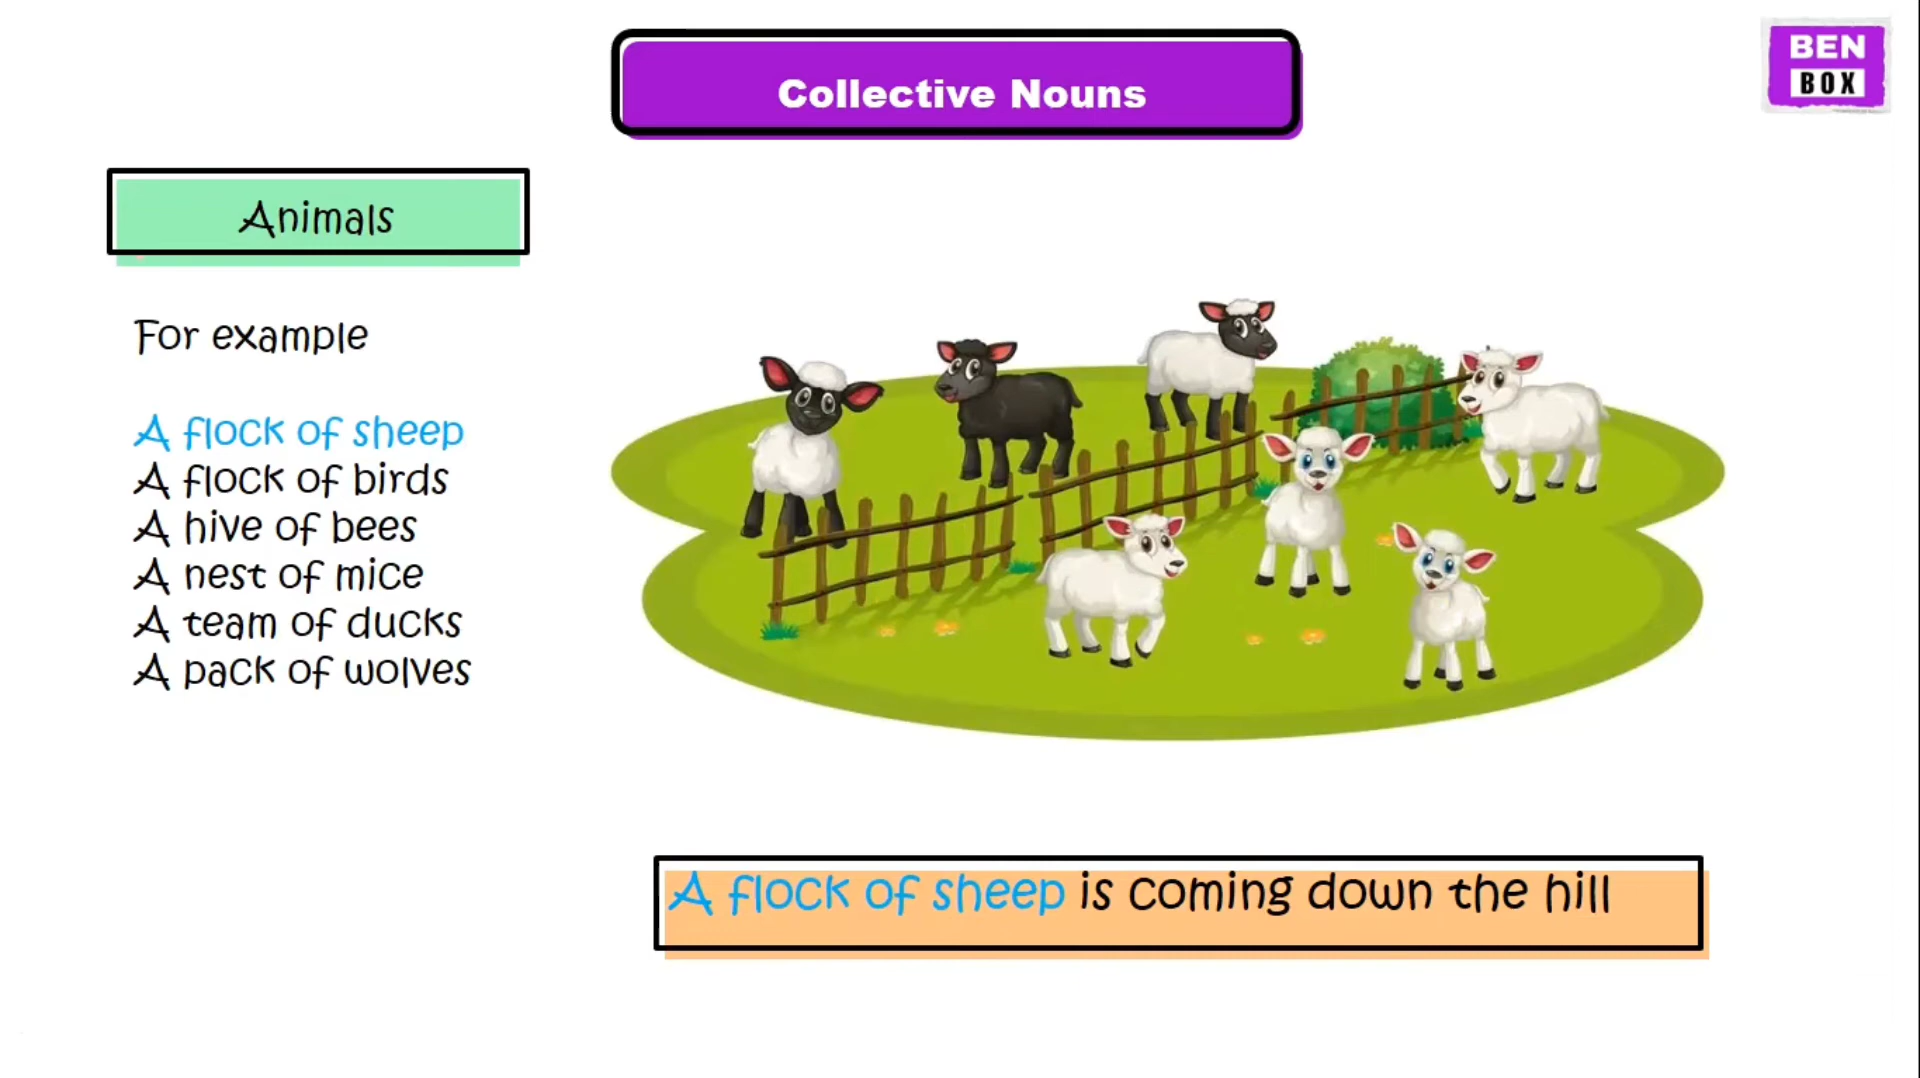 Collective Nouns
BEN
BOX
Animals
For example
A flock of sheep
A flock of birds
A hive of bees
A nest of mice
A team of ducks
A pack of wolves
A flock of sheep is coming down the hill